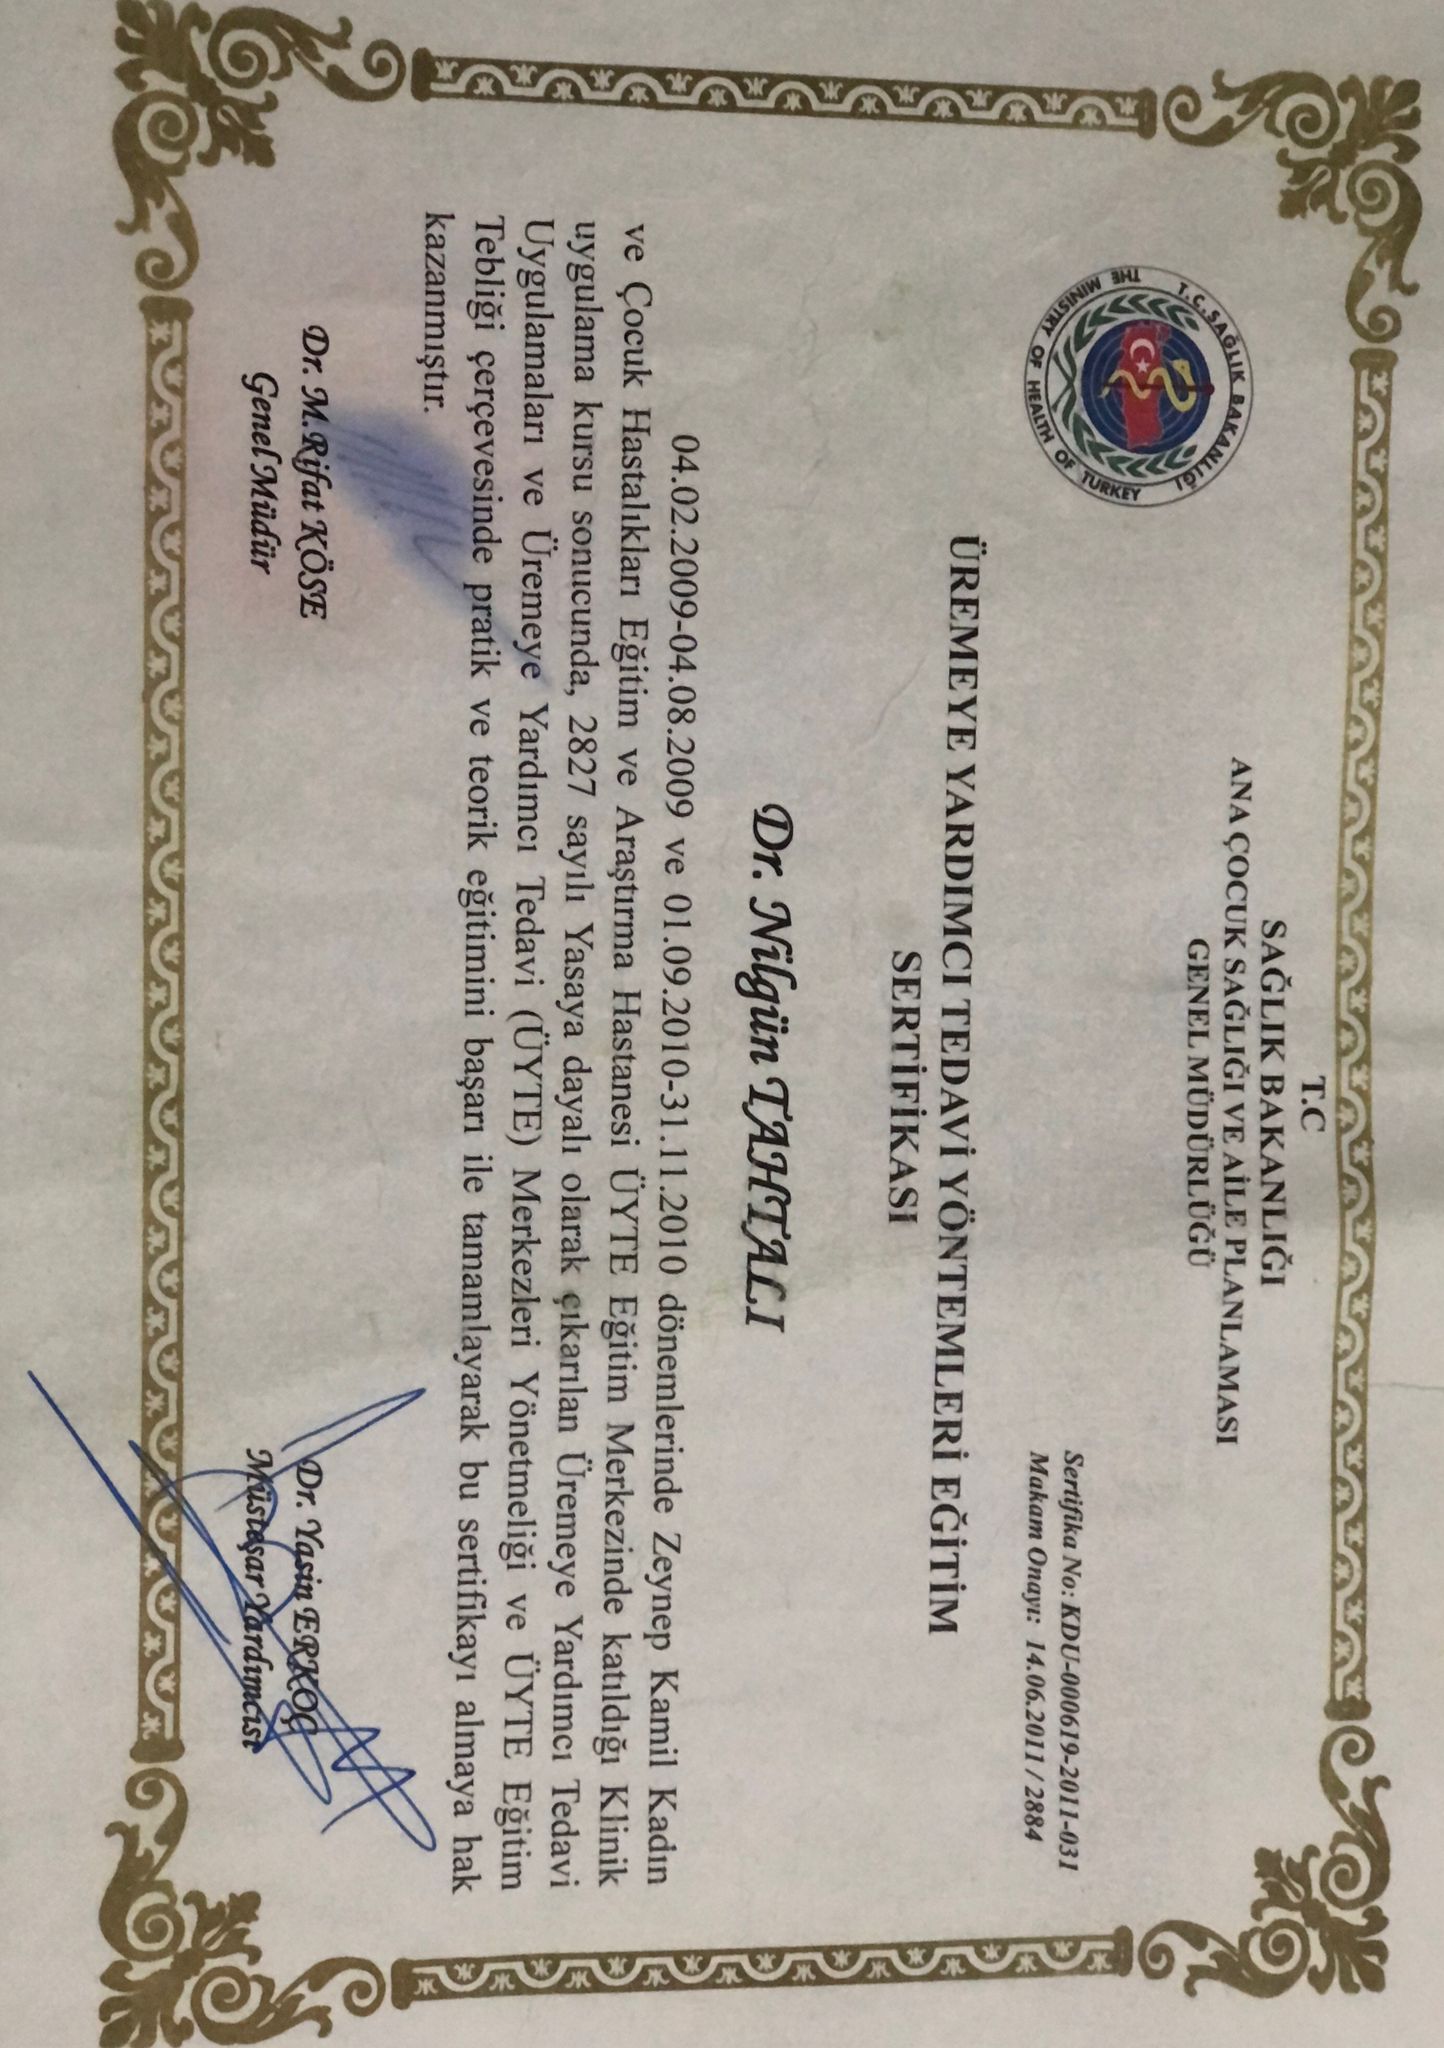 T.C
SAĞLIK BAKANLIĞI
ANA ÇOCUK SAĞLIĞI VE AİLE PLANLAMASI
GENEL MÜDÜRLÜĞÜ
T.C. SAĞLIK BAKANLIĞI
THE MINISTRY OF HEALTH OF TURKEY
Sertifika No: KDU-000619-2011-031
Makam Onayı: 14.06.2011 / 2884
ÜREMEYE YARDIMCI TEDAVİ YÖNTEMLERİ EĞİTİM
SERTİFİKASI
Dr. Nilgün TAHTALI
04.02.2009-04.08.2009 ve 01.09.2010-31.11.2010 dönemlerinde Zeynep Kamil Kadın
ve Çocuk Hastalıkları Eğitim ve Araştırma Hastanesi ÜYTE Eğitim Merkezinde katıldığı Klinik
uygulama kursu sonucunda, 2827 sayılı Yasaya dayalı olarak çıkarılan Üremeye Yardımcı Tedavi
Uygulamaları ve Üremeye Yardımcı Tedavi (ÜYTE) Merkezleri Yönetmeliği ve ÜYTE Eğitim
Tebliği çerçevesinde pratik ve teorik eğitimini başarı ile tamamlayarak bu sertifikayı almaya hak
kazanmıştır.
Dr. M.Rifat KÖSE
Genel Müdür
Dr. Yasin ERKOÇ
Müsteşar Yardımcısı